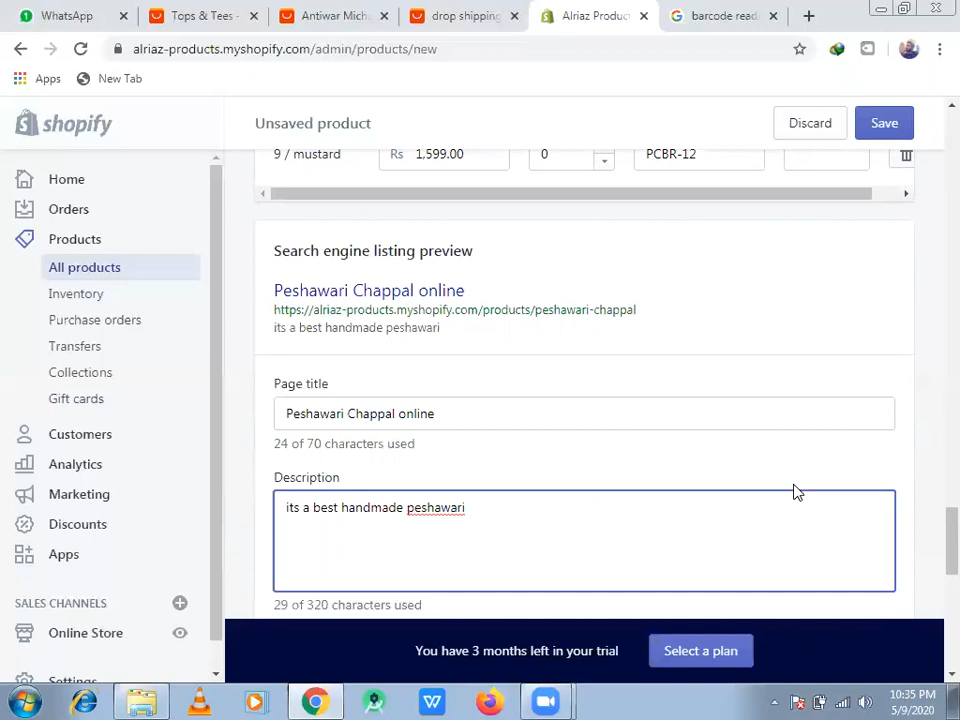 WhatsApp
Tops & Tees -
Antiwar Mich
drop shipping
Alriaz Produc
barcode read
alriaz-products.myshopify.com/admin/products/new
Apps
New Tab
shopify
Unsaved product
Discard
Save
Home
Orders
Products
All products
Inventory
Purchase orders
Transfers
Collections
Gift cards
Customers
Analytics
Marketing
Discounts
Apps
SALES CHANNELS
Online Store
Settings
9 / mustard
Rs 1,599.00
0
PCBR-12
Search engine listing preview
Peshawari Chappal online
https://alriaz-products.myshopify.com/products/peshawari-chappal
its a best handmade peshawari
Page title
Peshawari Chappal online
24 of 70 characters used
Description
its a best handmade peshawari
29 of 320 characters used
You have 3 months left in your trial
Select a plan
10:35 PM
5/9/2020